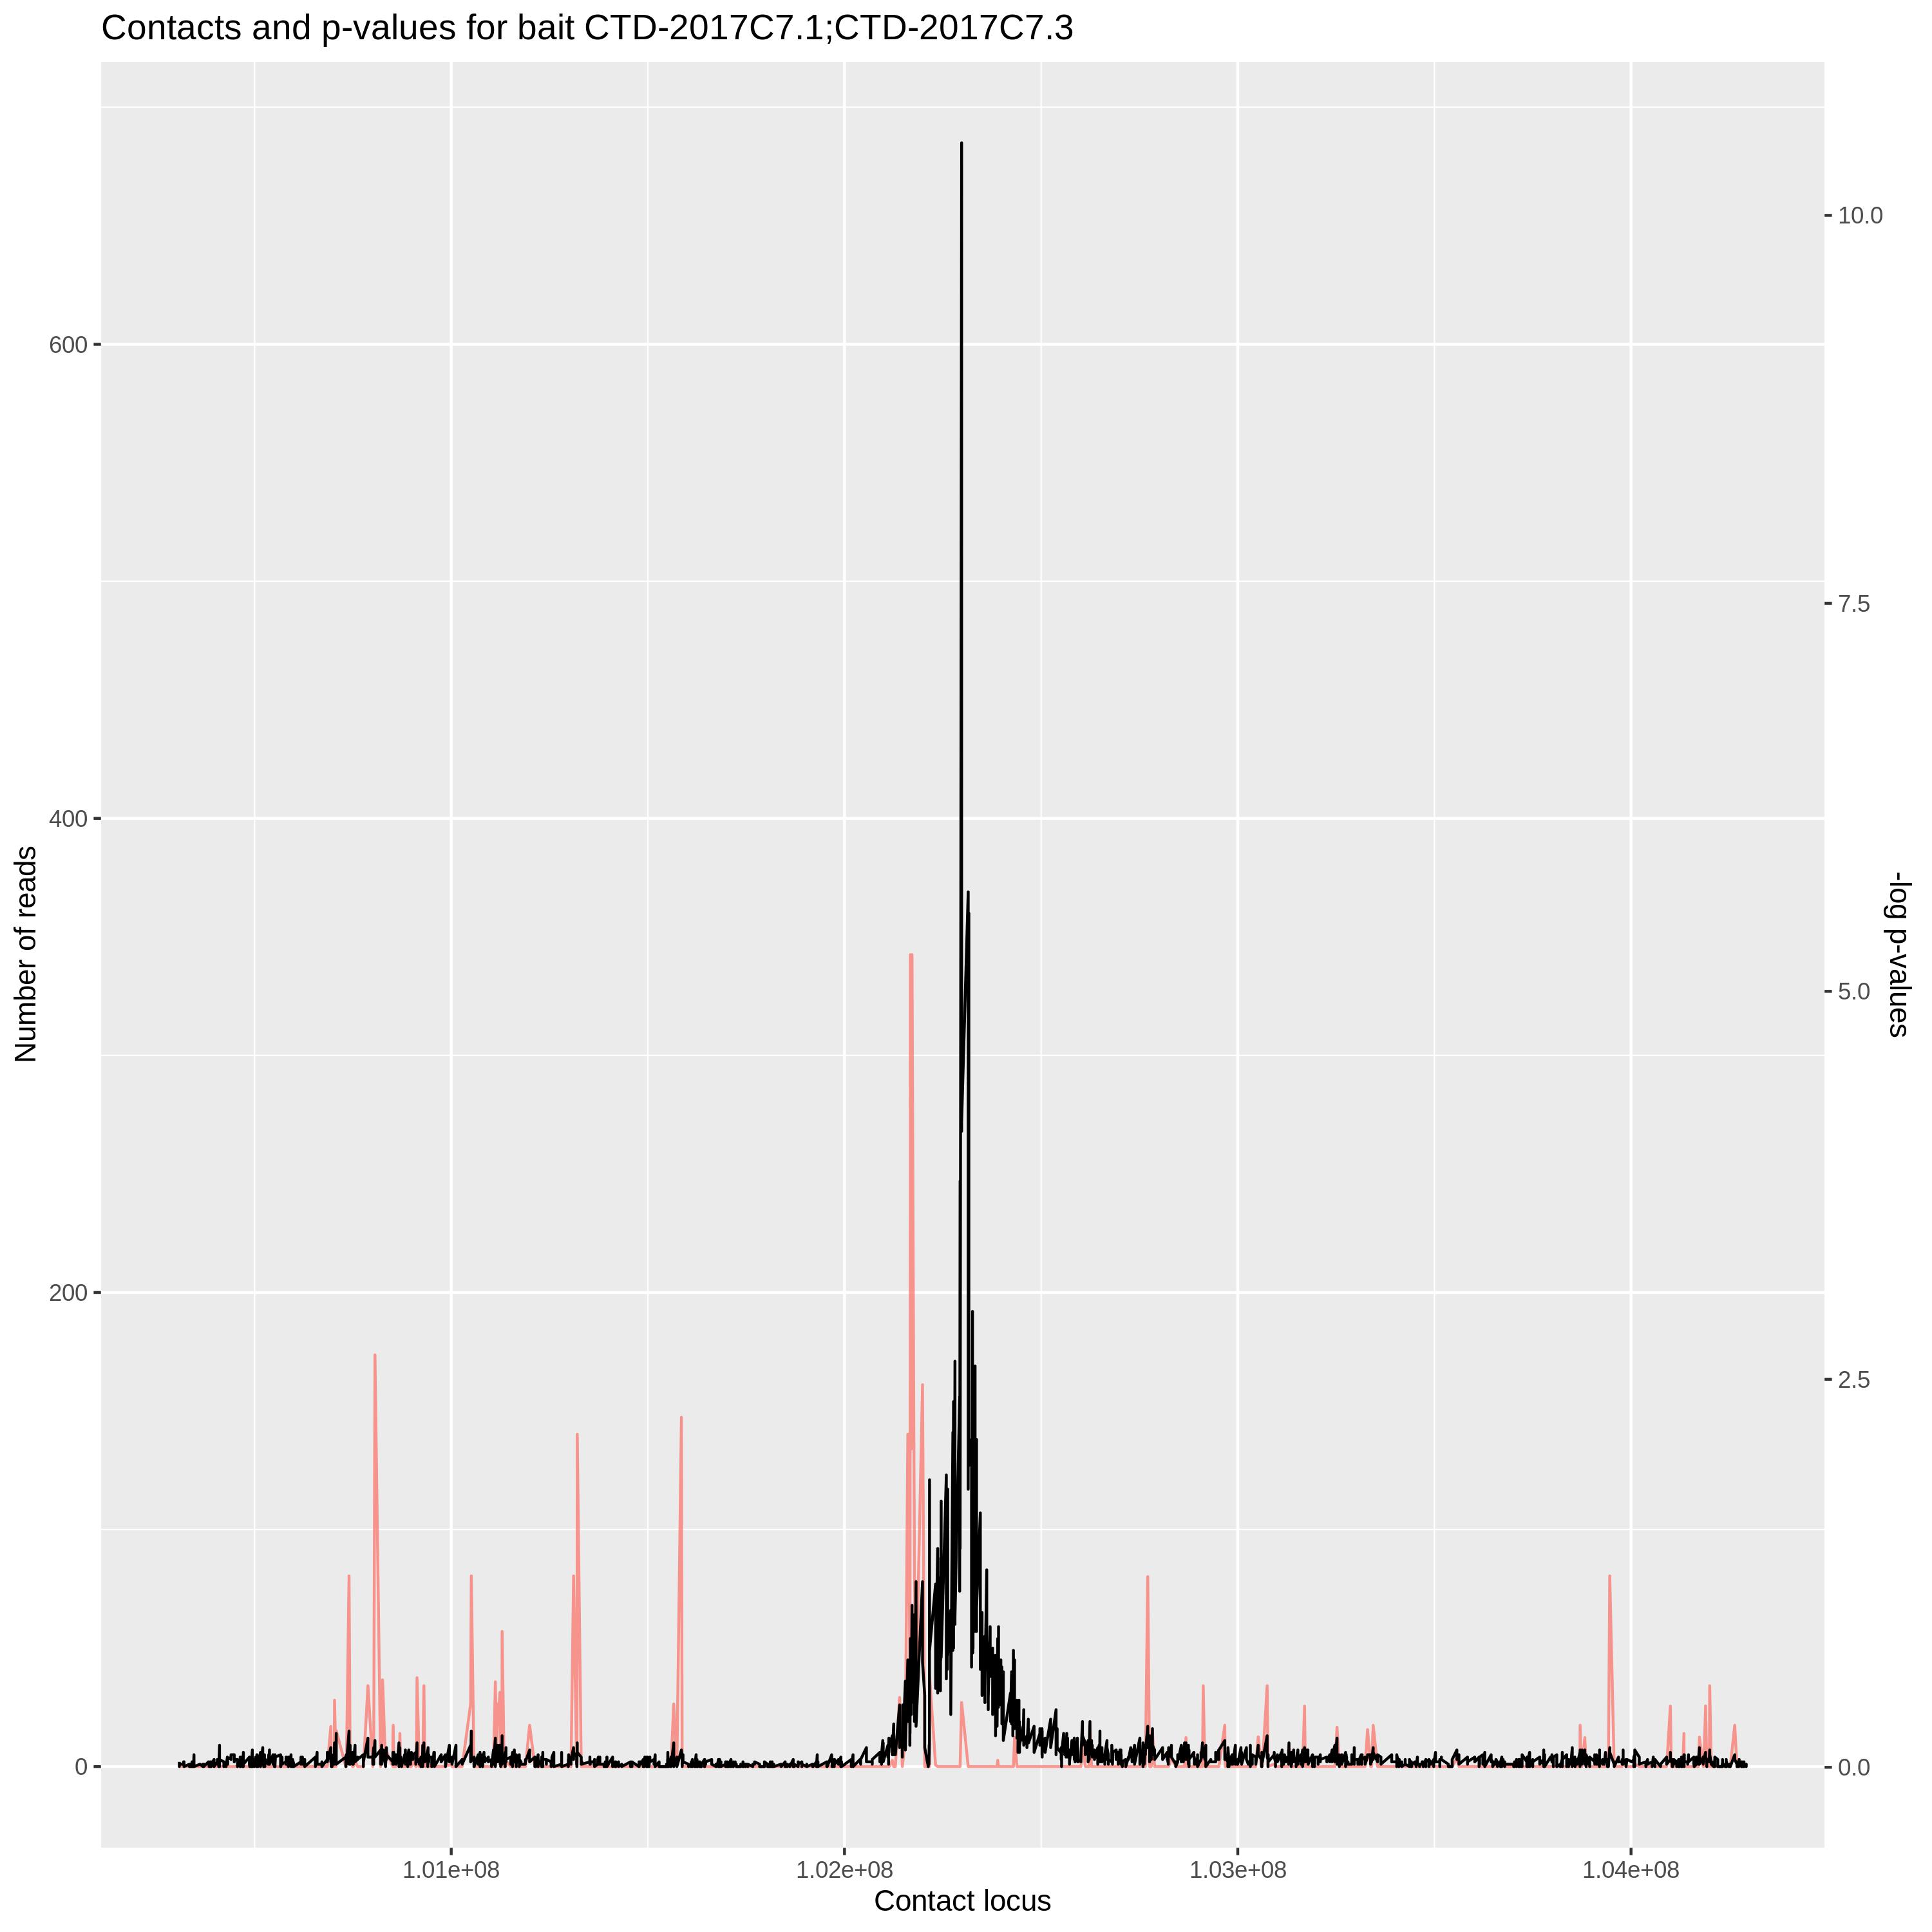 Contacts and p-values for bait CTD-2017C7.1;CTD-2017C7.3
10.0
600
7.5
400
Number of reads
-log p-values
5.0
2.5
200
0
0.0
1.01e+08 1.02e+08 1.03e+08 1.04e+08
Contact locus